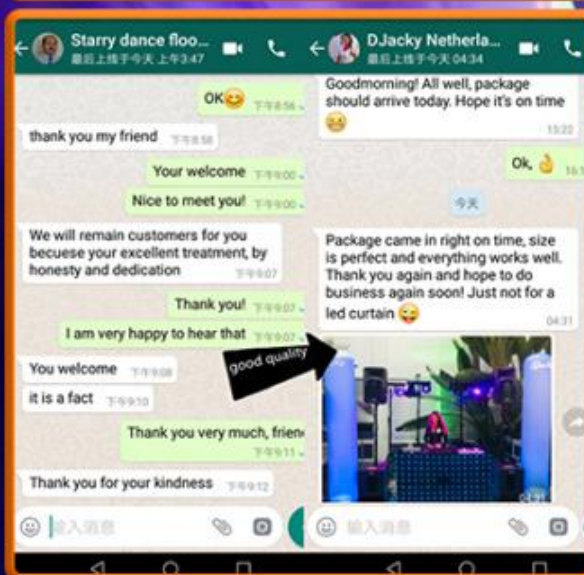 Starry dance floo...
最后上线于今天 上午3:47
OK😊
下午8:56
thank you my friend
下午8:58
Your welcome
下午9:00
Nice to meet you!
下午9:00
We will remain customers for you
becuese your excellent treatment, by
honesty and dedication
下午9:07
Thank you!
下午9:07
I am very happy to hear that
下午9:07
You welcome
下午9:08
it is a fact
下午9:10
Thank you very much, frien
下午9:11
Thank you for your kindness
下午9:12
输入消息
DJacky Netherla...
最后上线于今天 04:34
Goodmorning! All well, package
should arrive today. Hope it's on time
😁
15:22
Ok, 👌
今天
Package came in right on time, size
is perfect and everything works well.
Thank you again and hope to do
business again soon! Just not for a
led curtain 😜
04:31
good quality
04:31
输入消息